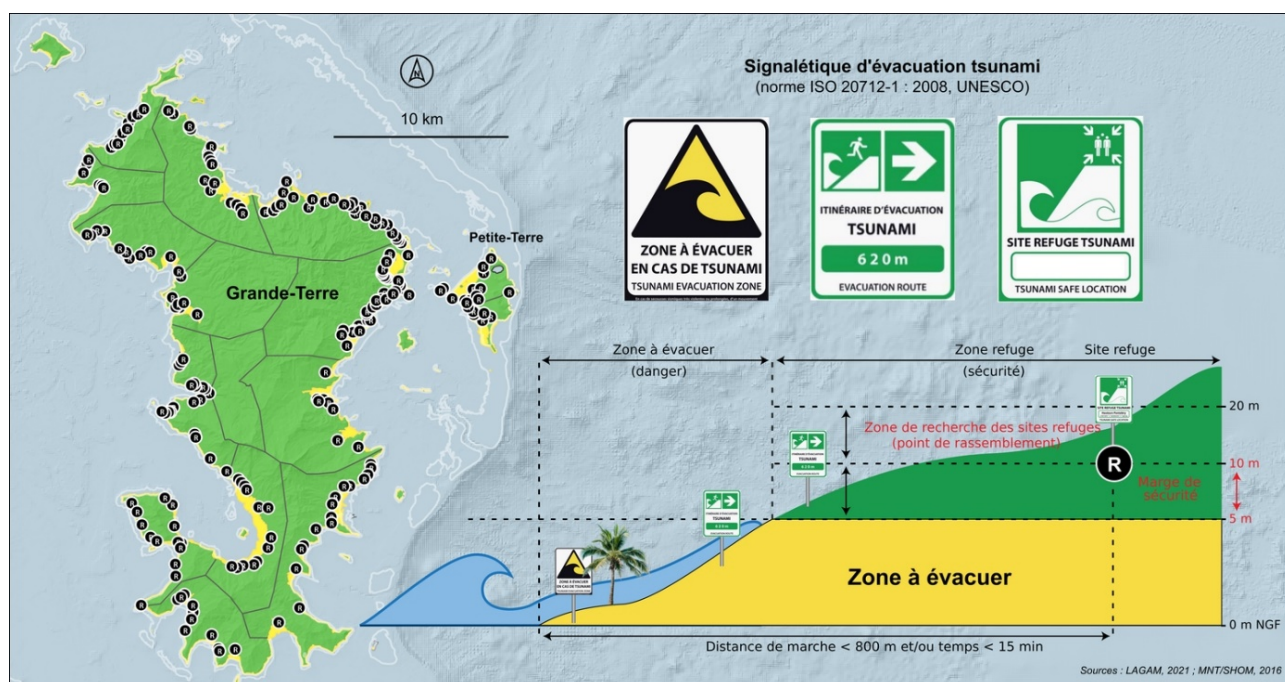 Signalétique d'évacuation tsunami
(norme ISO 20712-1 : 2008, UNESCO)
N
10 km
Petite-Terre
Grande-Terre
ZONE À ÉVACUER
EN CAS DE TSUNAMI
TSUNAMI EVACUATION ZONE
ITINÉRAIRE D'ÉVACUATION
TSUNAMI
620m
EVACUATION ROUTE
SITE REFUGE TSUNAMI
TSUNAMI SAFE LOCATION
Zone à évacuer
(danger)
Zone refuge
(sécurité)
Site refuge
20 m
Zone de recherche des sites refuges
(point de rassemblement)
R
10 m
Marge de
sécurité
5 m
Zone à évacuer
0 m NGF
Distance de marche < 800 m et/ou temps < 15 min
Sources : LAGAM, 2021 ; MNT/SHOM, 2016